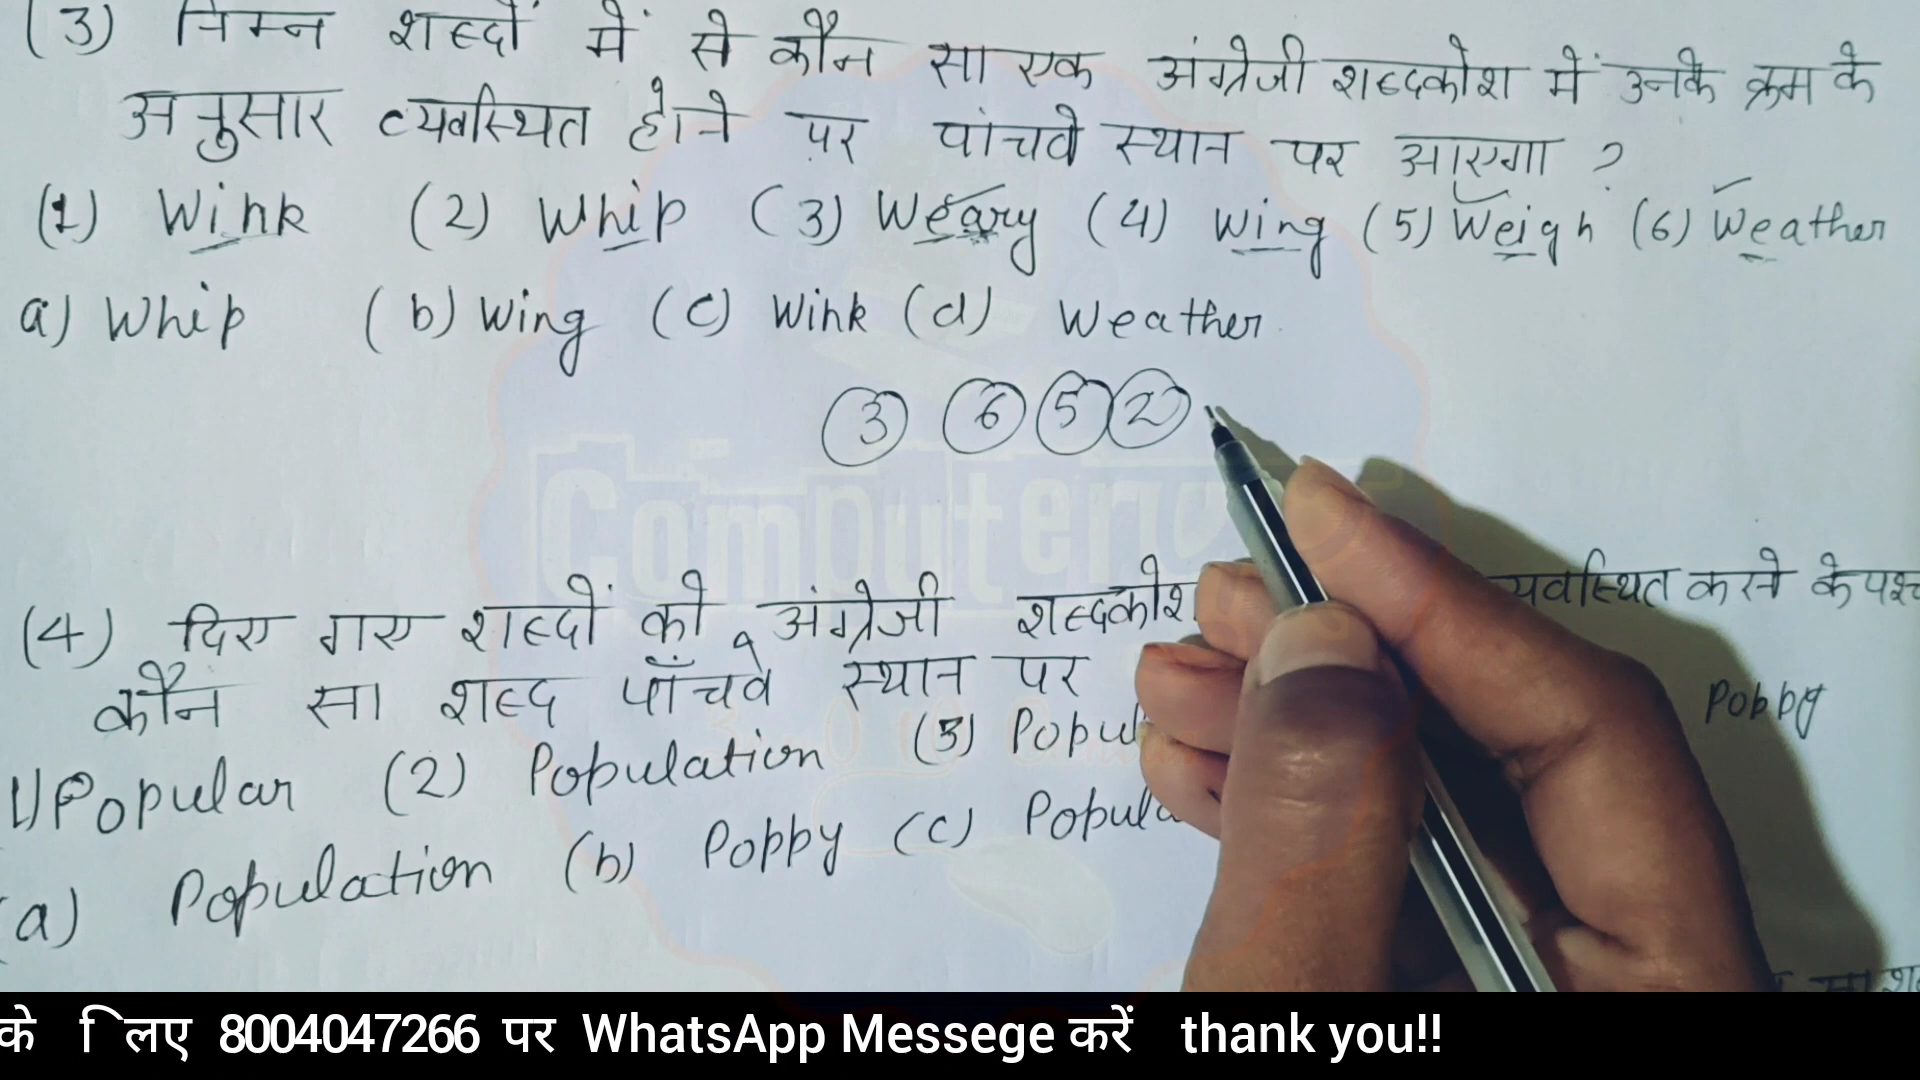 (3) निम्न शब्दों में से कौन सा एक अंग्रेजी शब्दकोश में उनके क्रम के
अनुसार व्यवस्थित होने पर पांचवे स्थान पर आएगा ?
(1) Wink (2) Whip (3) Weary (4) wing (5) Weigh (6) Weather
a) Whip (b) wing (c) wink (d) weather
3 6 5 2
(4) दिए गए शब्दों को अंग्रेजी शब्दकोश व्यवस्थित करने के पश्च
कौन सा शब्द पाँचवे स्थान पर
1) Popular (2) Population (3) Popul Poppy
(a) Population (b) Poppy (c) Popula
Computer
के लिए 8004047266 पर WhatsApp Messege करें thank you!!